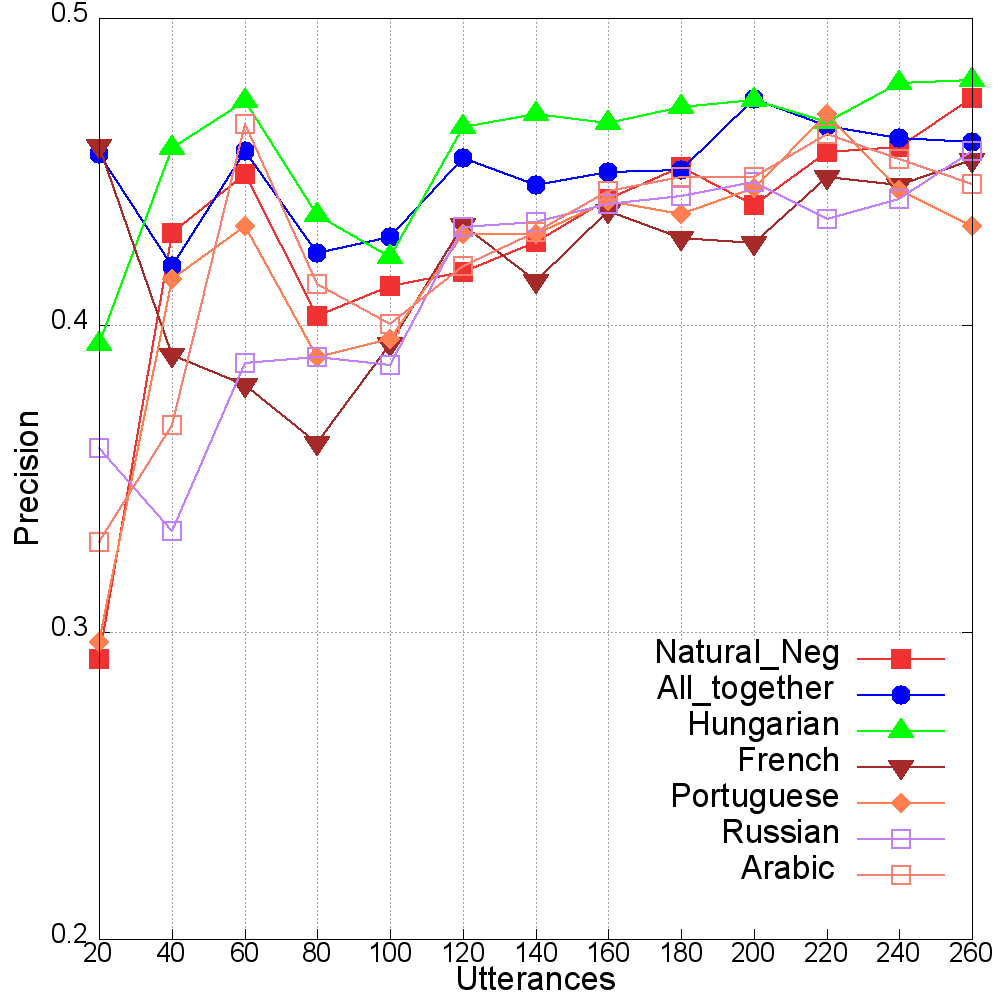 0.5
0.4
0.3
0.2
Precision
Natural_Neg
All_together
Hungarian
French
Portuguese
Russian
Arabic
20 40 60 80 100 120 140 160 180 200 220 240 260
Utterances